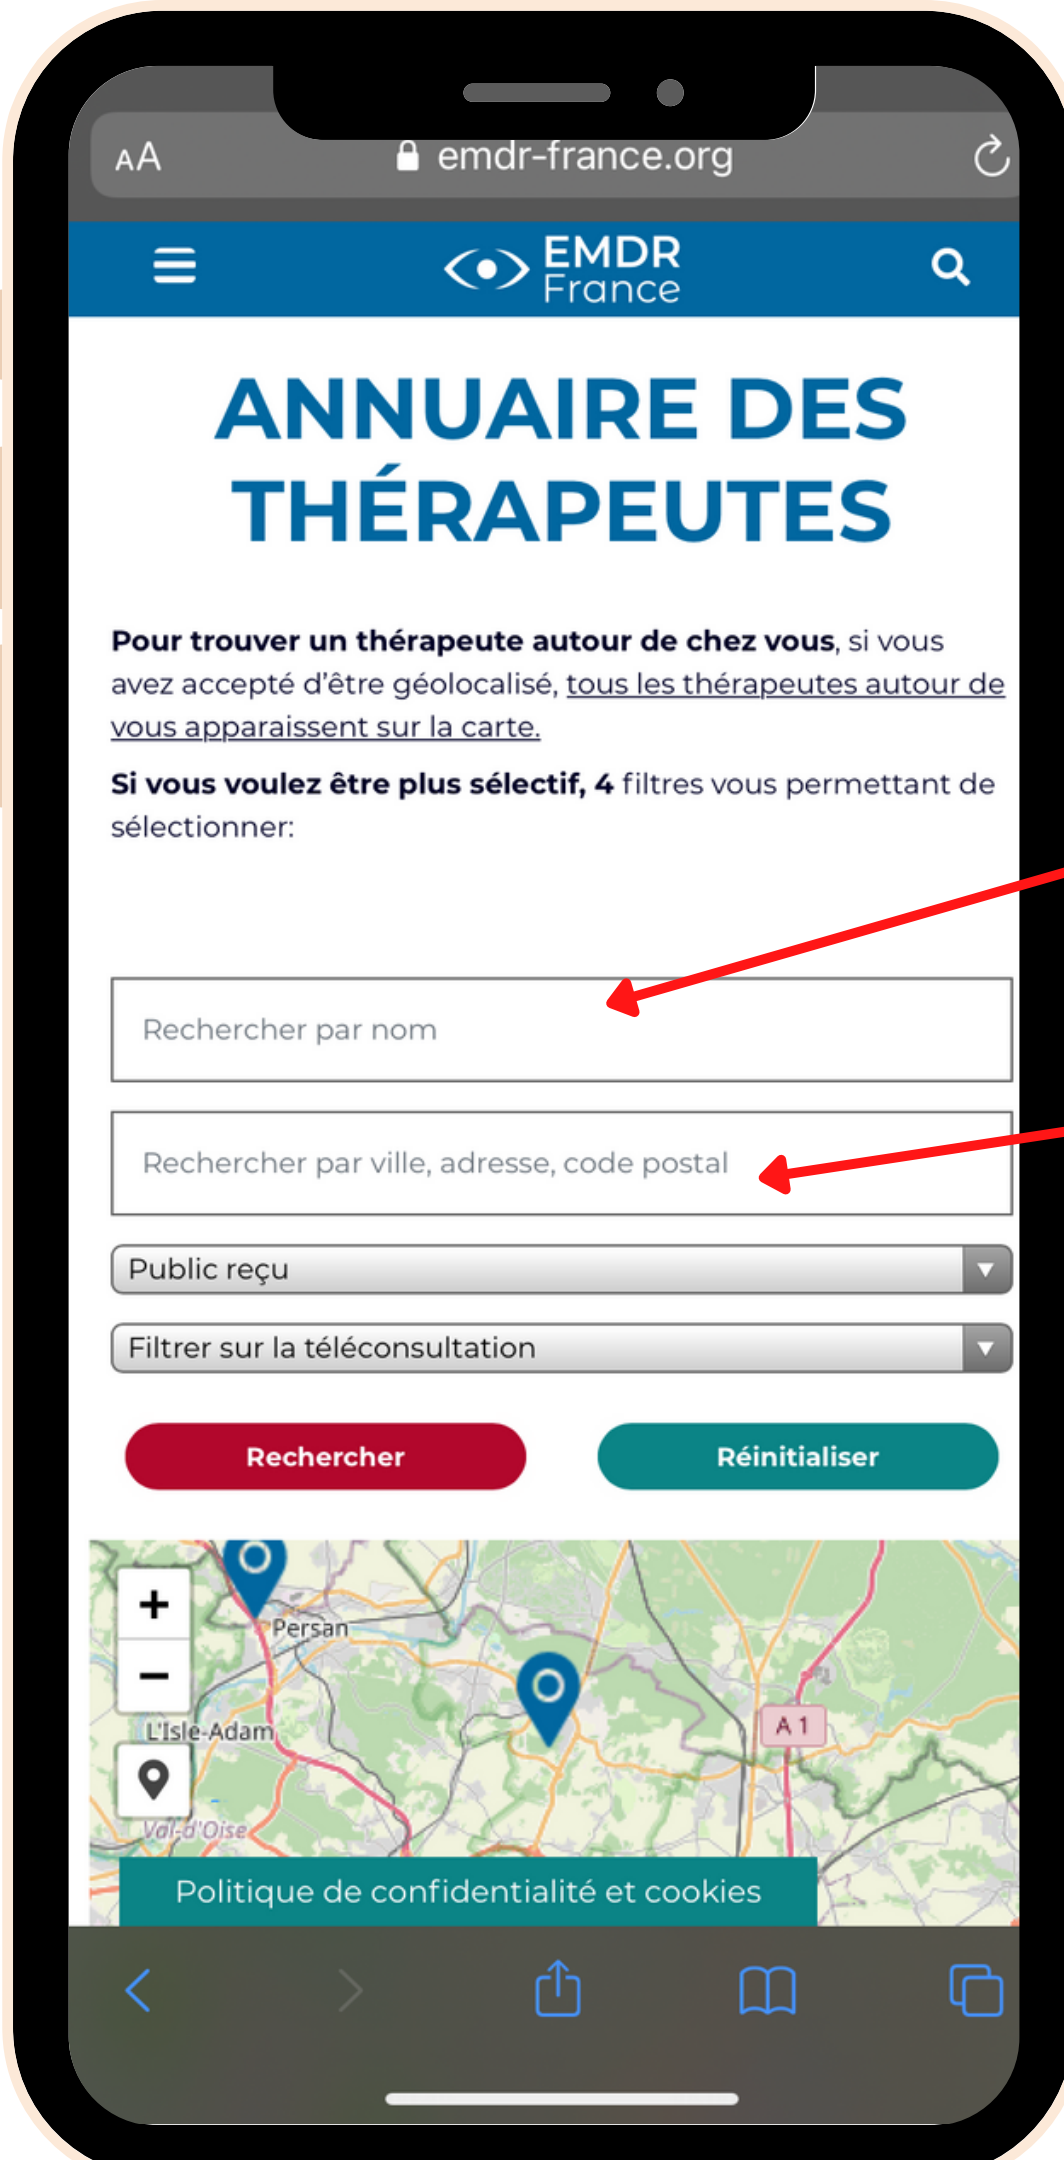 AA
emdr-france.org
EMDR
France
ANNUAIRE DES
THÉRAPEUTES
Pour trouver un thérapeute autour de chez vous, si vous
avez accepté d'être géolocalisé, tous les thérapeutes autour de
vous apparaissent sur la carte.
Si vous voulez être plus sélectif, 4 filtres vous permettant de
sélectionner:
Rechercher par nom
Rechercher par ville, adresse, code postal
Public reçu
Filtrer sur la téléconsultation
Rechercher
Réinitialiser
+
Persan
−
L'Isle-Adam
A 1
Val-d'Oise
Politique de confidentialité et cookies